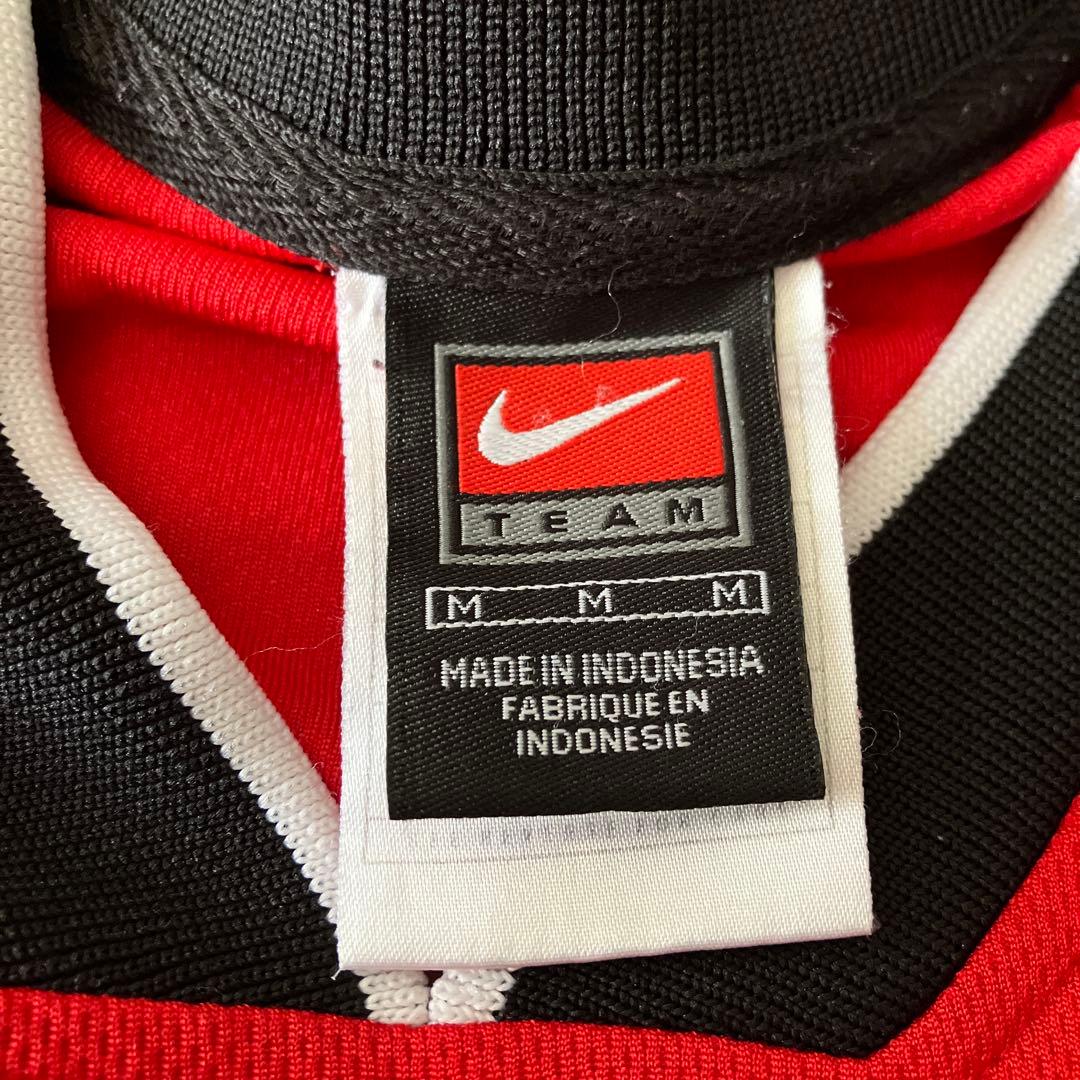 TEAM
M M M
MADE IN INDONESIA
FABRIQUE EN
INDONESIE